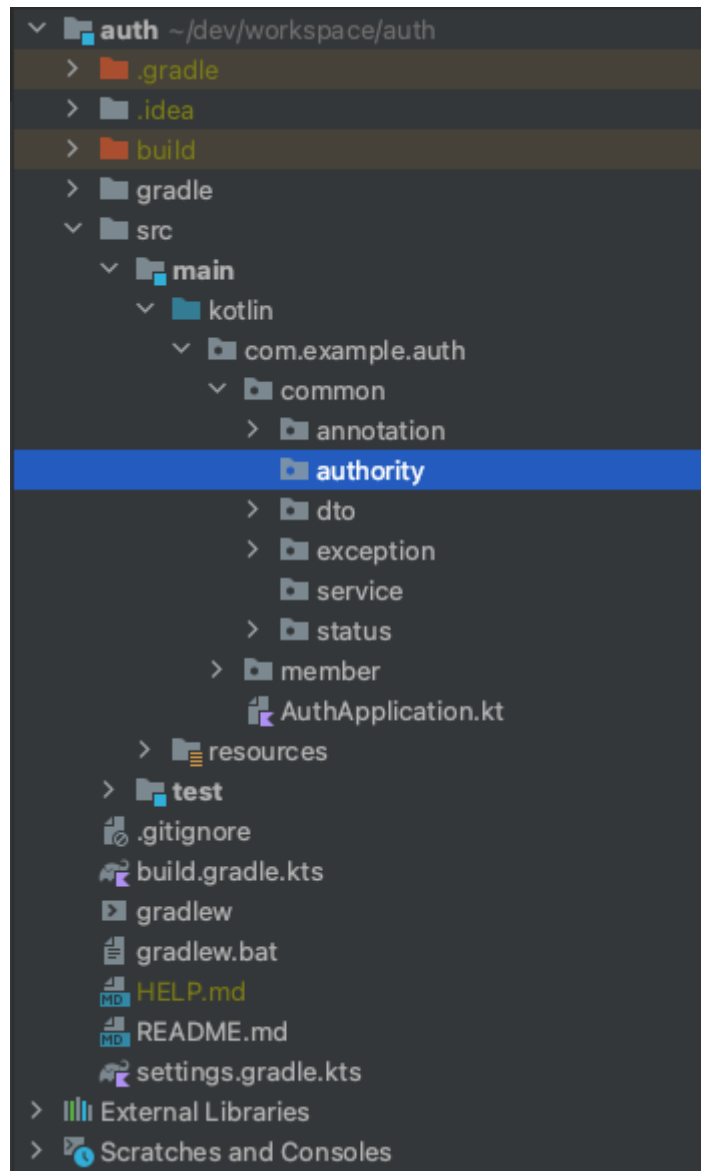 auth ~/dev/workspace/auth
.gradle
.idea
build
gradle
src
main
kotlin
com.example.auth
common
annotation
authority
dto
exception
service
status
member
AuthApplication.kt
resources
test
.gitignore
build.gradle.kts
gradlew
gradlew.bat
MD HELP.md
MD README.md
settings.gradle.kts
External Libraries
Scratches and Consoles